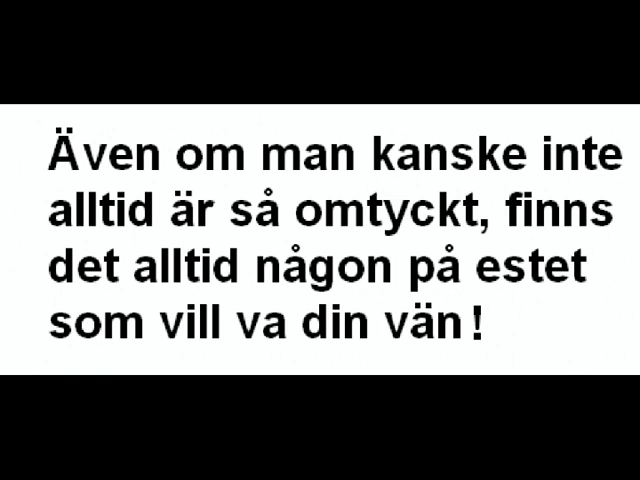 Även om man kanske inte
alltid är så omtyckt, finns
det alltid någon på estet
som vill va din vän!